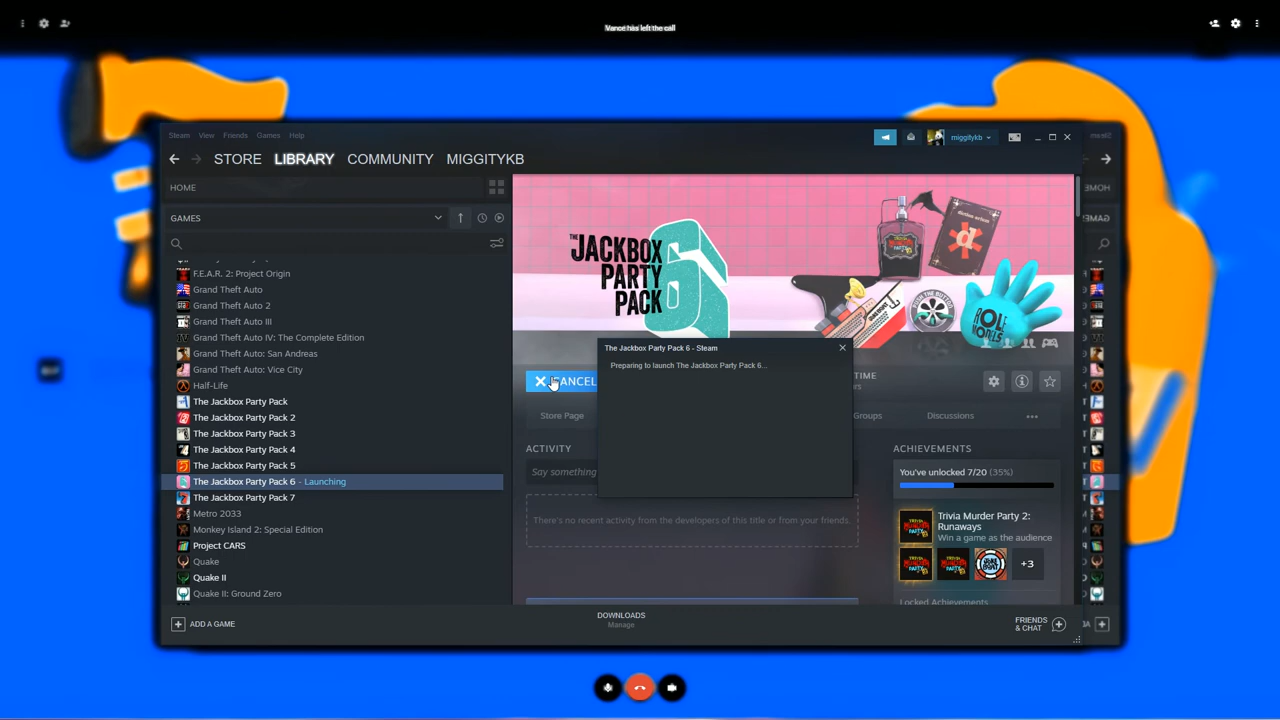 Vance has left the call
Steam View Friends Games Help
miggitykb
STORE LIBRARY COMMUNITY MIGGITYKB
HOME
GAMES
F.E.A.R. 2: Project Origin
Grand Theft Auto
Grand Theft Auto 2
Grand Theft Auto III
Grand Theft Auto IV: The Complete Edition
Grand Theft Auto: San Andreas
Grand Theft Auto: Vice City
Half-Life
The Jackbox Party Pack
The Jackbox Party Pack 2
The Jackbox Party Pack 3
The Jackbox Party Pack 4
The Jackbox Party Pack 5
The Jackbox Party Pack 6 - Launching
The Jackbox Party Pack 7
Metro 2033
Monkey Island 2: Special Edition
Project CARS
Quake
Quake II
Quake II: Ground Zero
ADD A GAME
THE
JACKBOX
PARTY
PACK
6
d
PUSH THE BUTTON
ROLE
MODELS
The Jackbox Party Pack 6 - Steam
Preparing to launch The Jackbox Party Pack 6...
CANCEL
TIME
Store Page
Groups
Discussions
ACTIVITY
Say something
There's no recent activity from the developers of this title or from your friends.
ACHIEVEMENTS
You've unlocked 7/20 (35%)
Trivia Murder Party 2:
Runaways
Win a game as the audience
+3
Locked Achievements
DOWNLOADS
Manage
FRIENDS
& CHAT